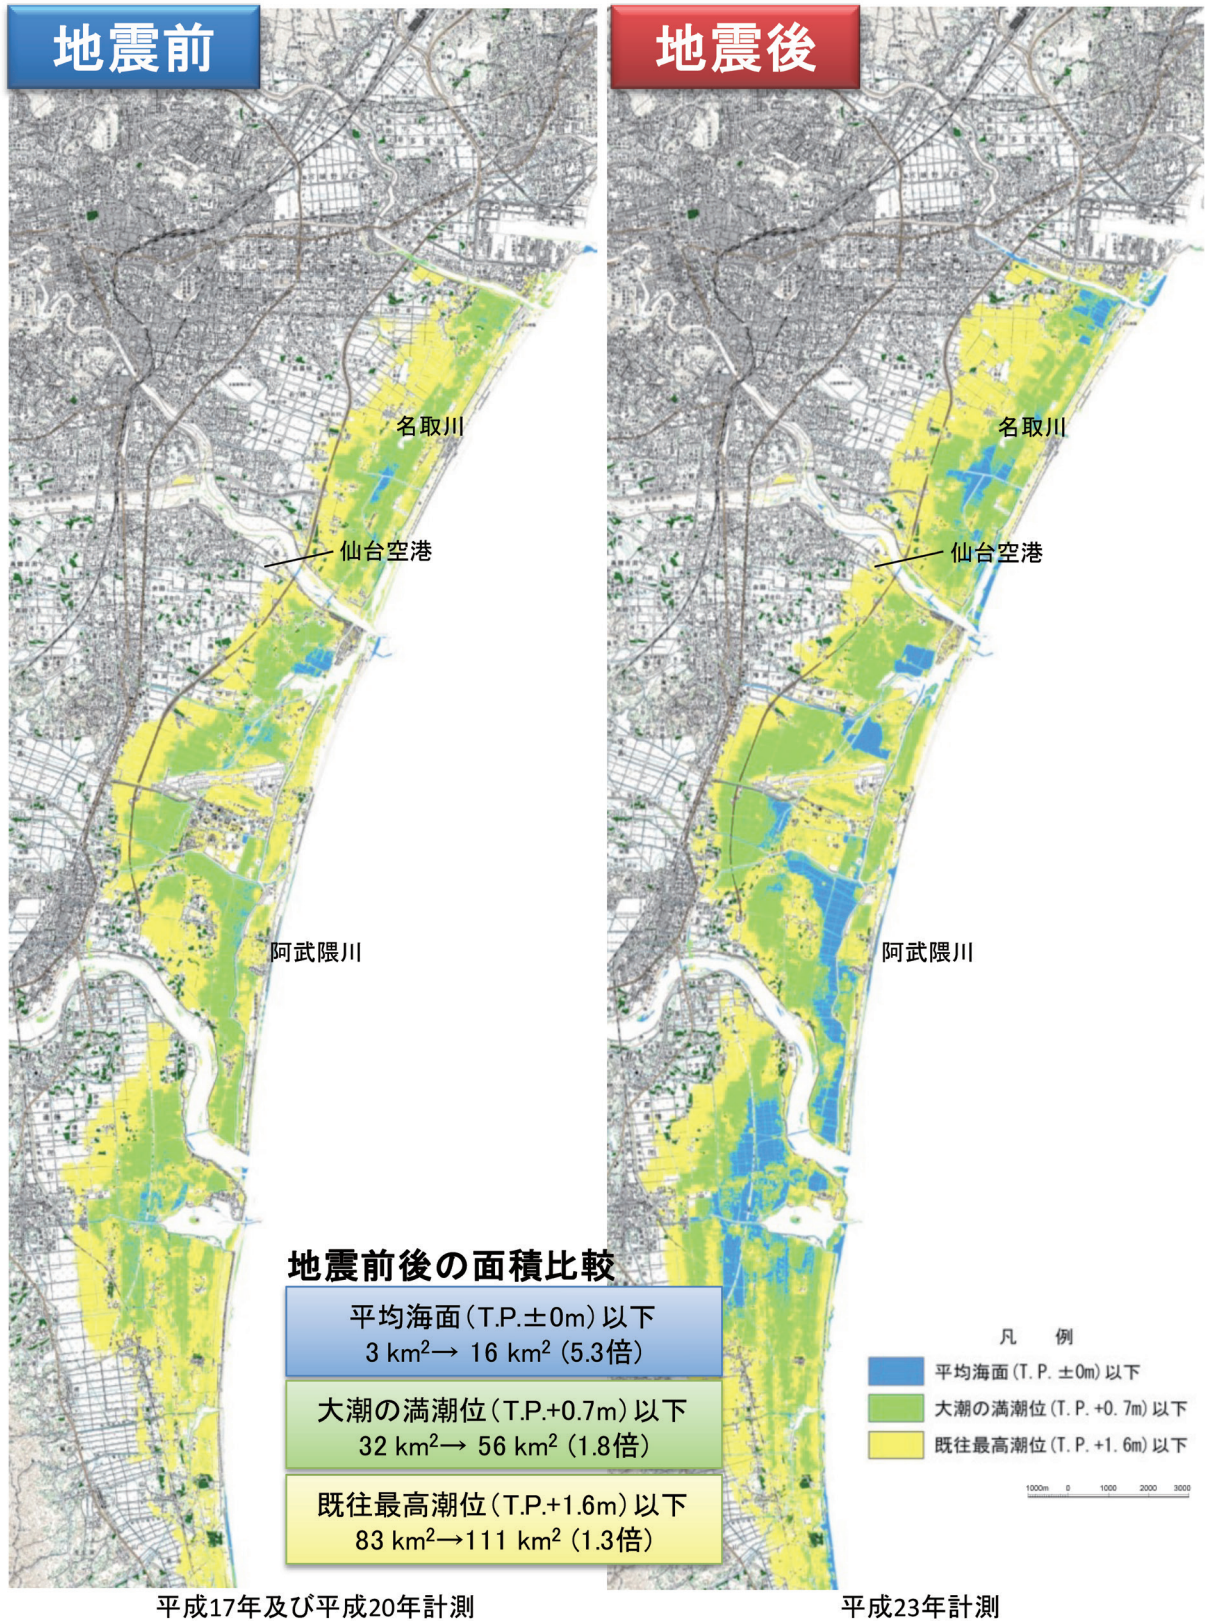 地震前
地震後
名取川
名取川
仙台空港
仙台空港
阿武隈川
阿武隈川
地震前後の面積比較
平均海面（T.P.±0m）以下
3 km²→ 16 km² (5.3倍)
大潮の満潮位（T.P.+0.7m）以下
32 km²→ 56 km² (1.8倍)
既往最高潮位（T.P.+1.6m）以下
83 km²→111 km² (1.3倍)
凡 例
平均海面(T.P. ±0m)以下
大潮の満潮位(T.P. +0.7m)以下
既往最高潮位(T.P. +1.6m)以下
1000m 0 1000 2000 3000
平成17年及び平成20年計測
平成23年計測